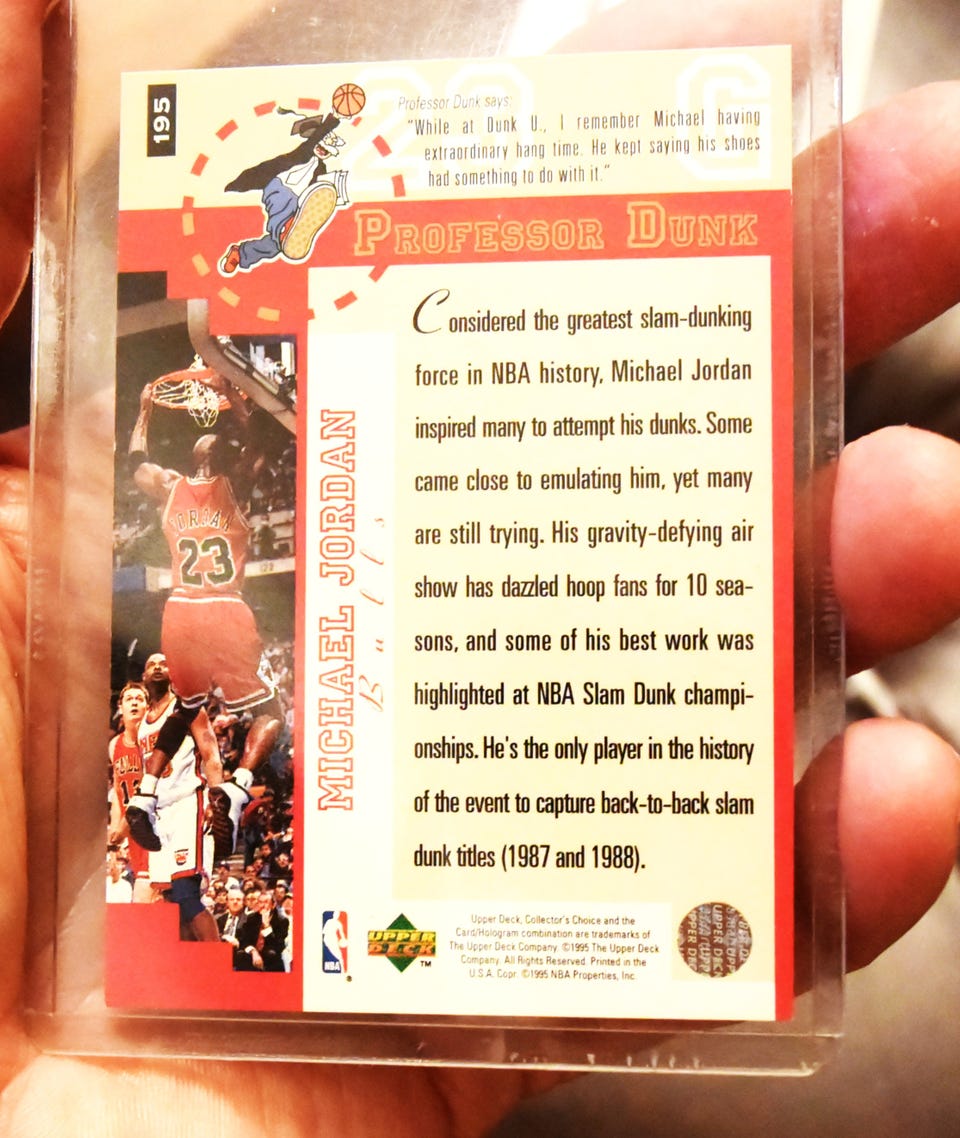 195
Professor Dunk says:
"While at Dunk U., I remember Michael having
extraordinary hang time. He kept saying his shoes
had something to do with it."
PROFESSOR DUNK
Considered the greatest slam-dunking
force in NBA history, Michael Jordan
inspired many to attempt his dunks. Some
came close to emulating him, yet many
are still trying. His gravity-defying air
show has dazzled hoop fans for 10 sea-
sons, and some of his best work was
highlighted at NBA Slam Dunk champi-
onships. He's the only player in the history
of the event to capture back-to-back slam
dunk titles (1987 and 1988).
MICHAEL JORDAN
Bulls
JORDAN
23
NBA
®
UPPER
DECK
™
Upper Deck, Collector's Choice and the
Card/Hologram combination are trademarks of
The Upper Deck Company. ©1995 The Upper Deck
Company. All Rights Reserved. Printed in the
U.S.A. Copr. ©1995 NBA Properties, Inc.
UPPER DECK